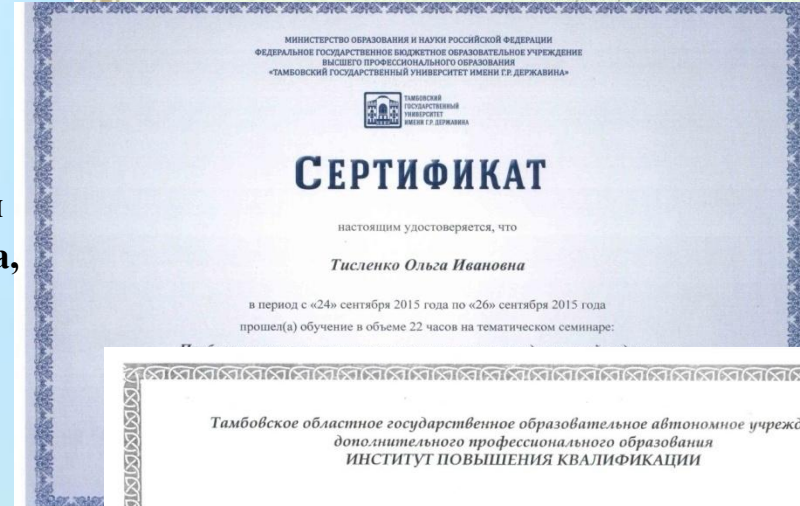 МИНИСТЕРСТВО ОБРАЗОВАНИЯ И НАУКИ РОССИЙСКОЙ ФЕДЕРАЦИИ
ФЕДЕРАЛЬНОЕ ГОСУДАРСТВЕННОЕ БЮДЖЕТНОЕ ОБРАЗОВАТЕЛЬНОЕ УЧРЕЖДЕНИЕ
ВЫСШЕГО ПРОФЕССИОНАЛЬНОГО ОБРАЗОВАНИЯ
«ТАМБОВСКИЙ ГОСУДАРСТВЕННЫЙ УНИВЕРСИТЕТ ИМЕНИ Г.Р. ДЕРЖАВИНА»
ТАМБОВСКИЙ
ГОСУДАРСТВЕННЫЙ
УНИВЕРСИТЕТ
ИМЕНИ Г.Р. ДЕРЖАВИНА
СЕРТИФИКАТ
настоящим удостоверяется, что
Тисленко Ольга Ивановна
в период с «24» сентября 2015 года по «26» сентября 2015 года
прошел(а) обучение в объеме 22 часов на тематическом семинаре:
Тамбовское областное государственное образовательное автономное учрежд
дополнительного профессионального образования
ИНСТИТУТ ПОВЫШЕНИЯ КВАЛИФИКАЦИИ